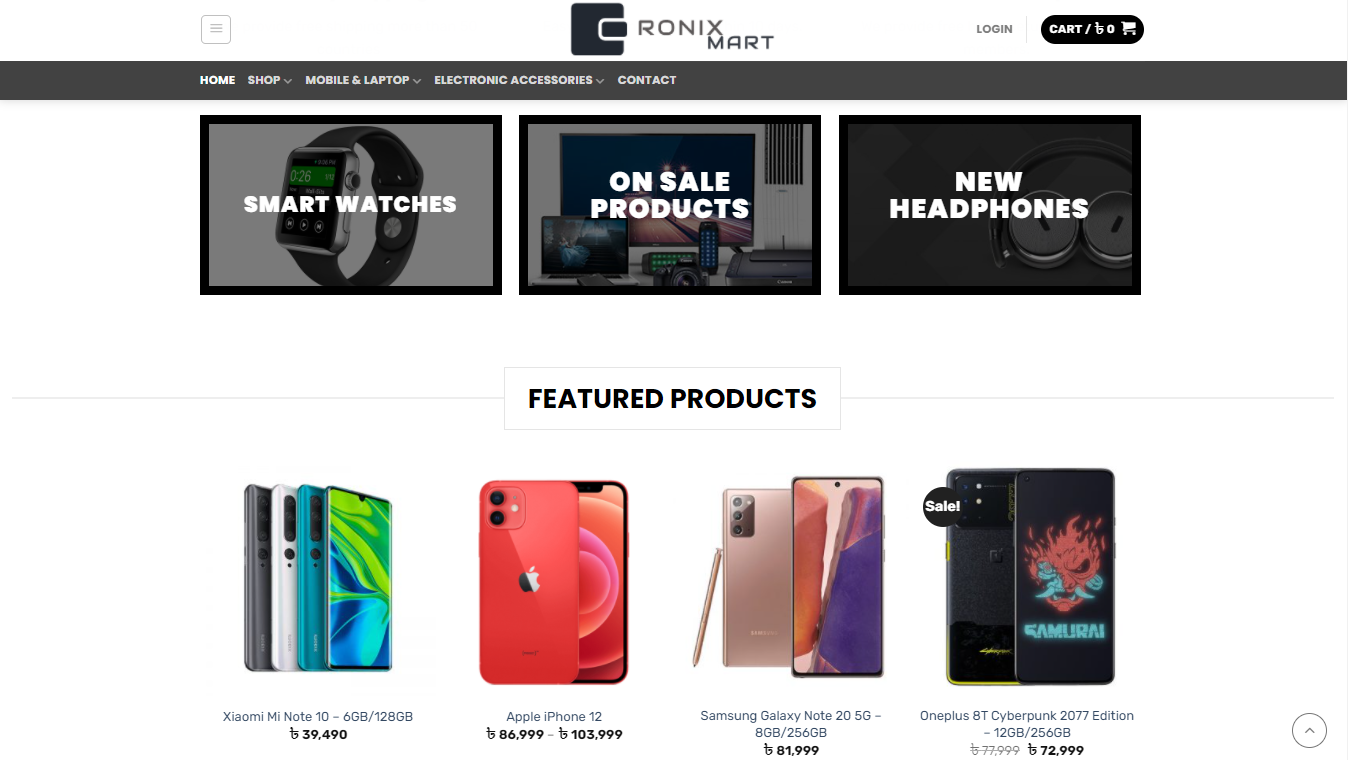 RONIX
MART
LOGIN
CART / ৳ 0
HOME
SHOP
MOBILE & LAPTOP
ELECTRONIC ACCESSORIES
CONTACT
SMART WATCHES
ON SALE
PRODUCTS
NEW
HEADPHONES
FEATURED PRODUCTS
Sale!
SAMSUNG
SAMURAI
Xiaomi Mi Note 10 – 6GB/128GB
৳ 39,490
Apple iPhone 12
৳ 86,999 – ৳ 103,999
Samsung Galaxy Note 20 5G –
8GB/256GB
৳ 81,999
Oneplus 8T Cyberpunk 2077 Edition
– 12GB/256GB
৳ 77,999 ৳ 72,999